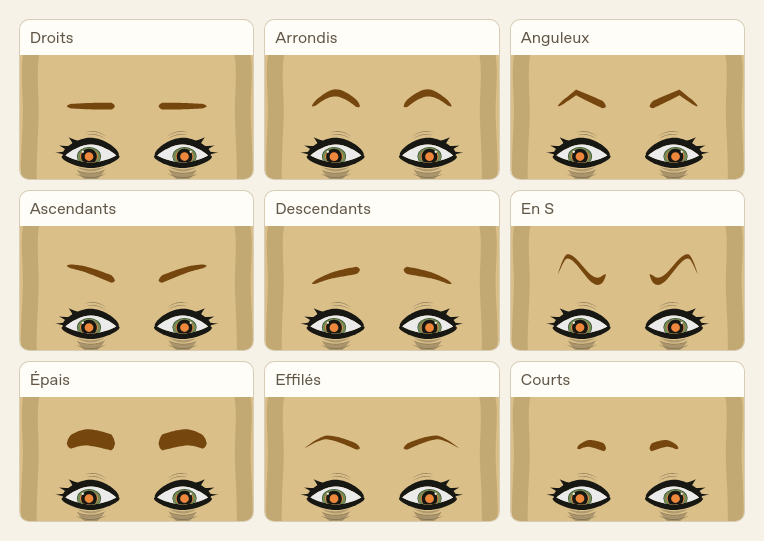 Droits
Arrondis
Anguleux
Ascendants
Descendants
En S
Épais
Effilés
Courts